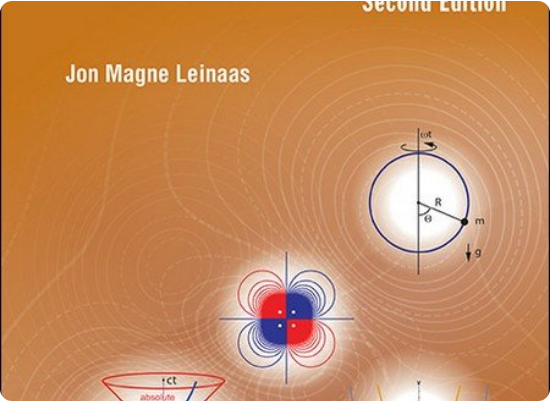 Second Edition
Jon Magne Leinaas
ωt
R
Θ
m
g
ct
absolute